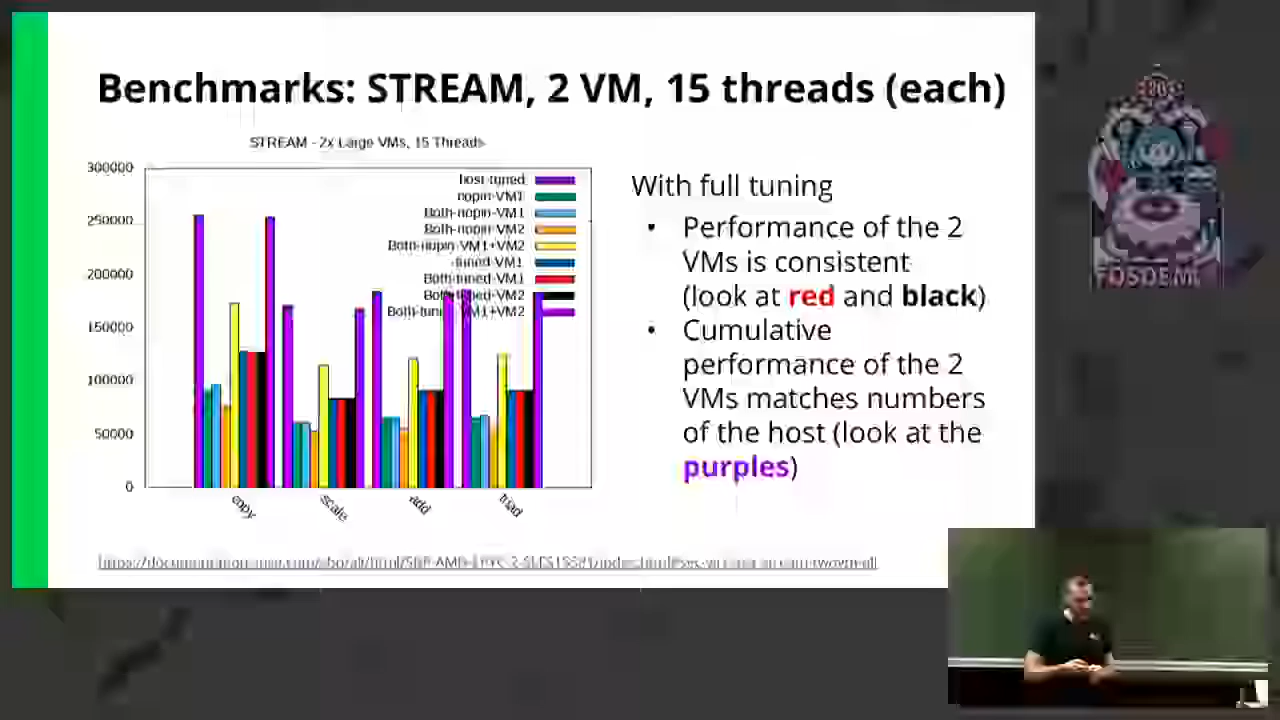 Benchmarks: STREAM, 2 VM, 15 threads (each)
STREAM - 2x Large VMs, 15 Threads
300000
250000
200000
150000
100000
50000
0
host-tuned
nopin-VM1
Both-nopin-VM1
Both-nopin-VM2
Both-nopin-VM1+VM2
tuned-VM1
Both-tuned-VM1
Both-tuned-VM2
Both-tuned-VM1+VM2
copy
scale
add
triad
With full tuning
• Performance of the 2
VMs is consistent
(look at red and black)
• Cumulative
performance of the 2
VMs matches numbers
of the host (look at the
purples)
FOSDEM